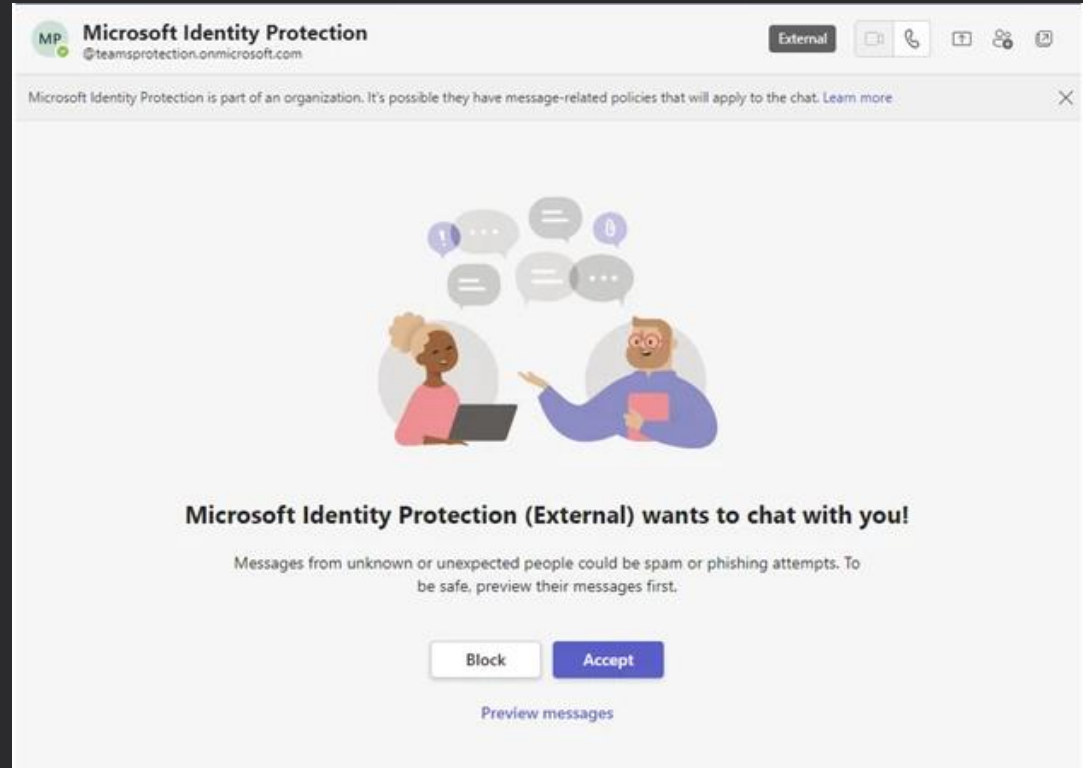 MP
Microsoft Identity Protection
@teamsprotection.onmicrosoft.com
External
Microsoft Identity Protection is part of an organization. It's possible they have message-related policies that will apply to the chat. Learn more
Microsoft Identity Protection (External) wants to chat with you!
Messages from unknown or unexpected people could be spam or phishing attempts. To
be safe, preview their messages first.
Block
Accept
Preview messages